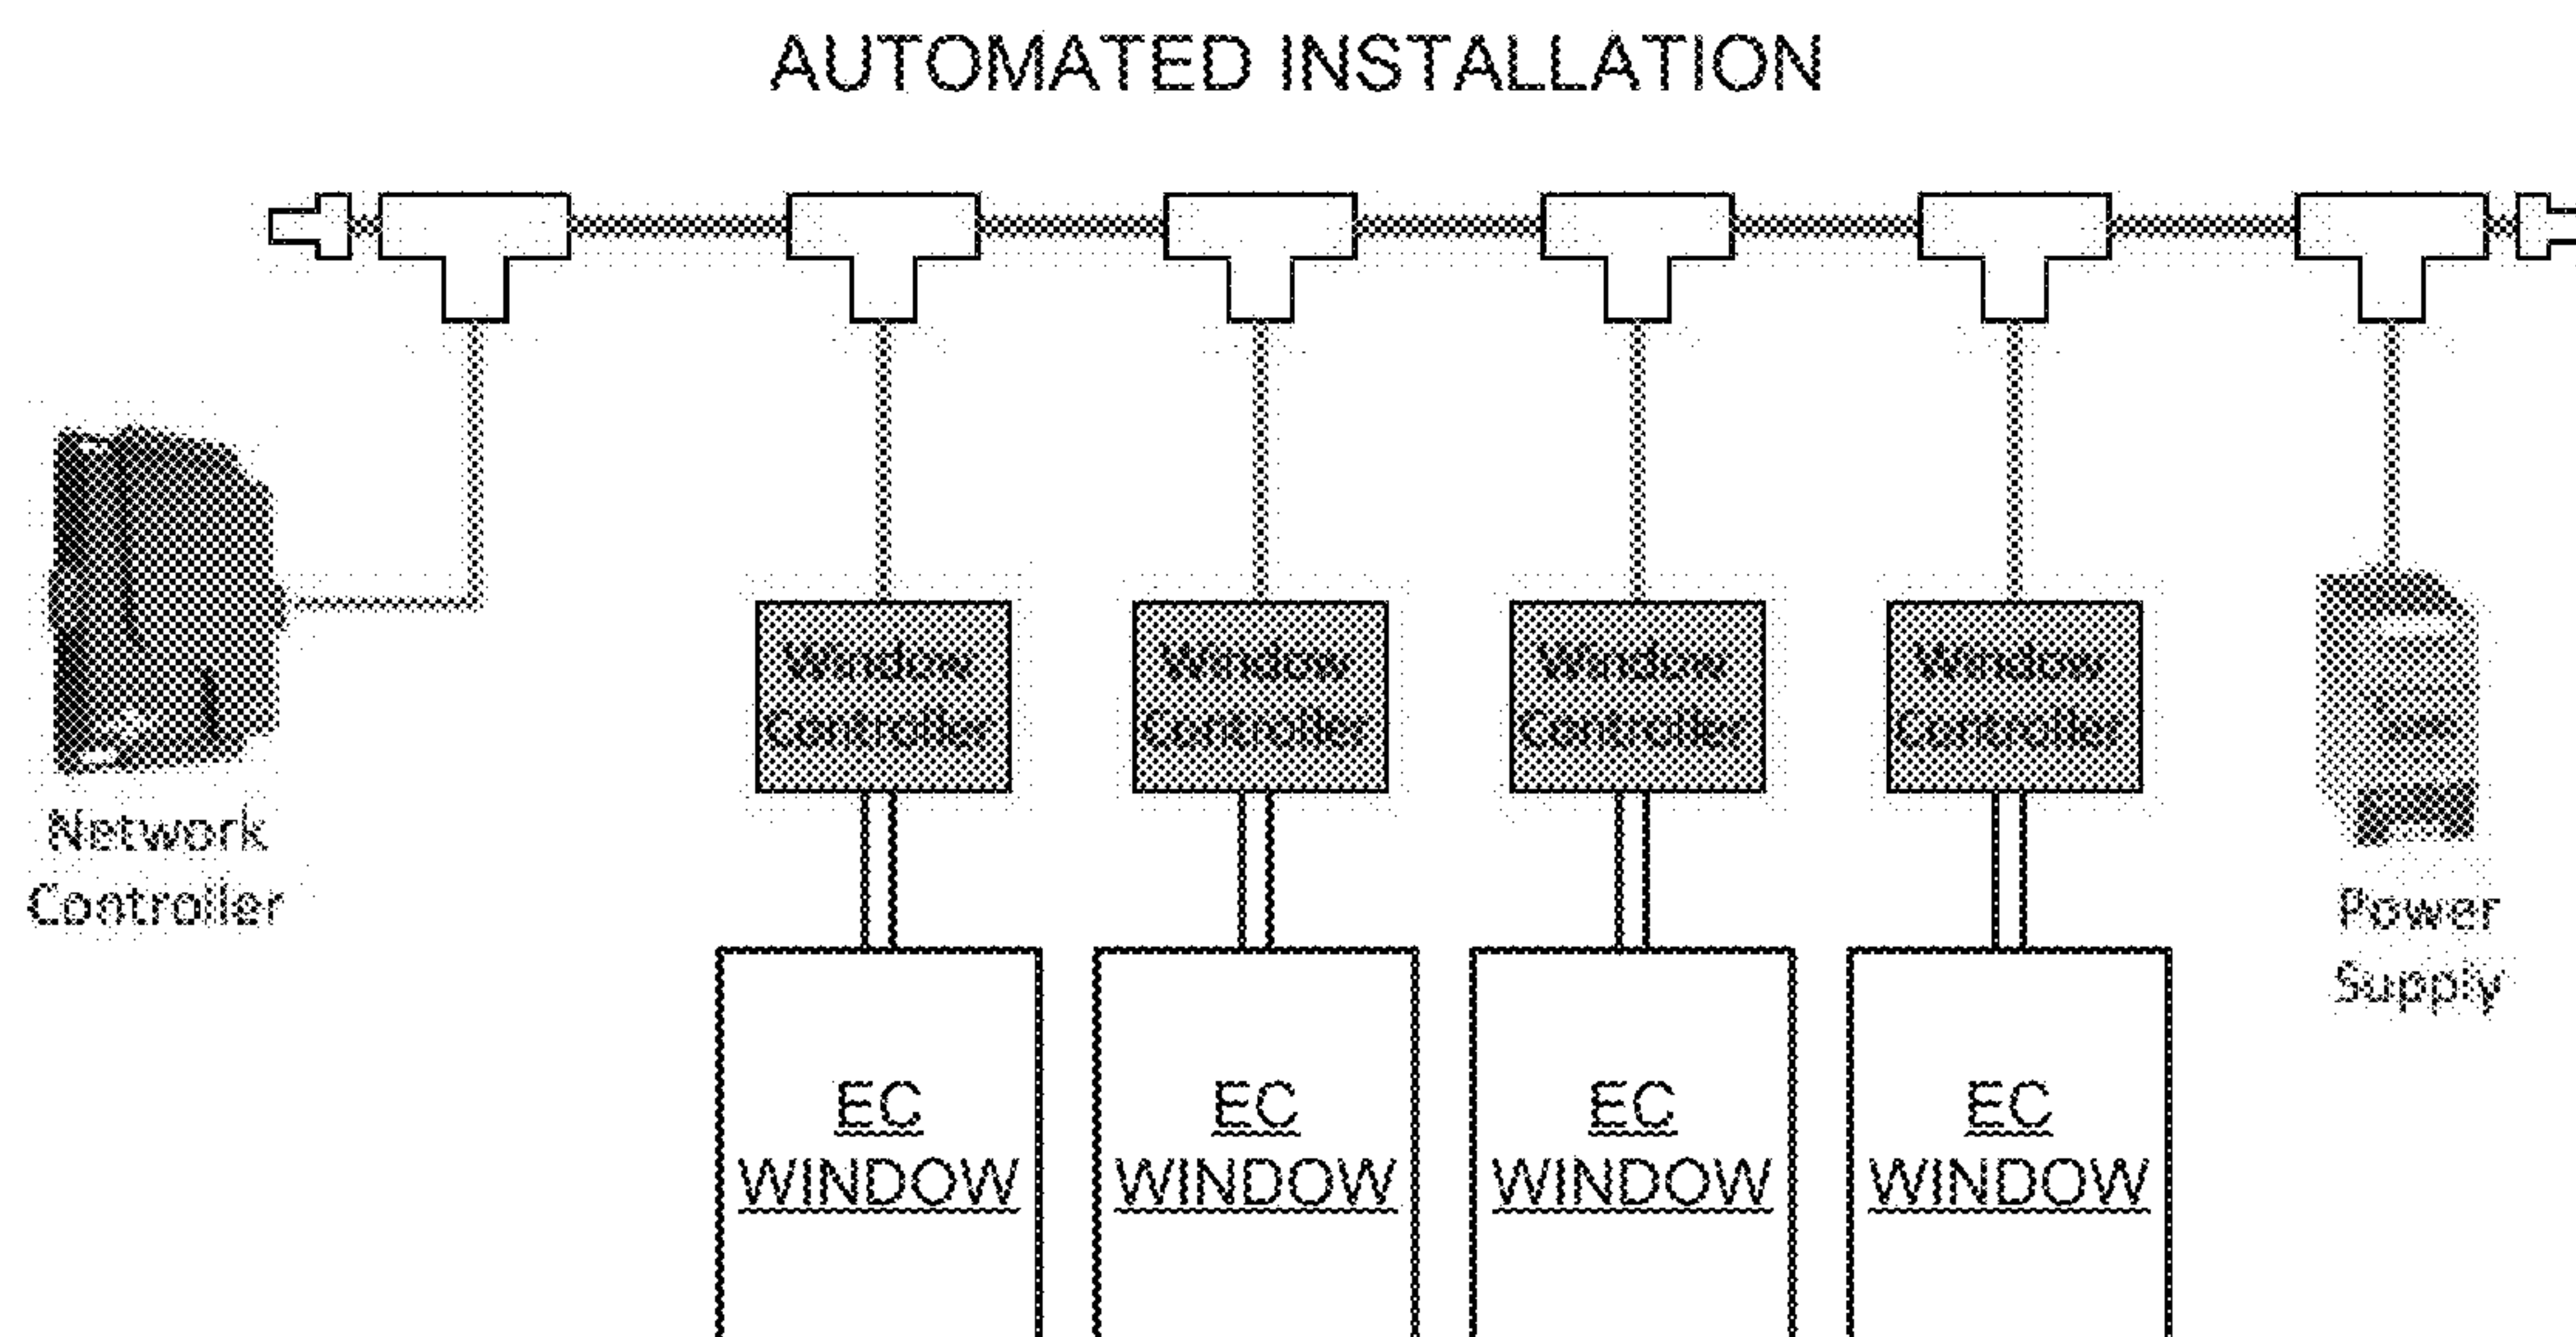 AUTOMATED INSTALLATION
Window
Controller
Window
Controller
Window
Controller
Window
Controller
Network
Controller
Power
Supply
EC
WINDOW
EC
WINDOW
EC
WINDOW
EC
WINDOW